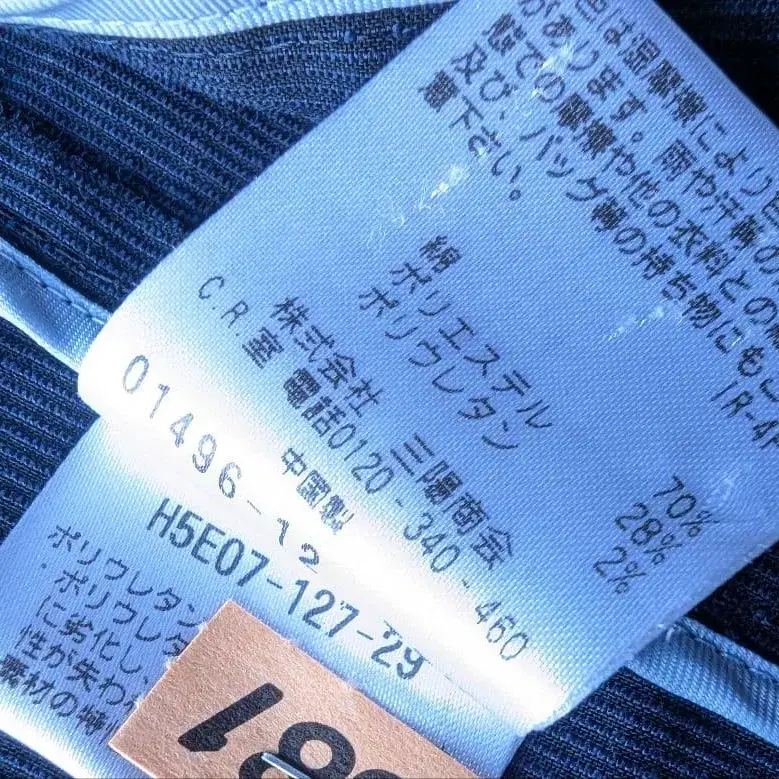 色は湿摩擦により
があります。雨や汗等の
態での摩擦や他の衣料との
及び、バッグ等の持ち物にもご
意下さい。
(R-4
綿 70%
ポリエステル 28%
ポリウレタン 2%
株式会社 三陽商会
C.R.室 電話0120-340-460
中国製
01496-12
H5E07-127-29
ポリウレタン
・ポリウレタ
に劣化し、
性が失わ
素材の特